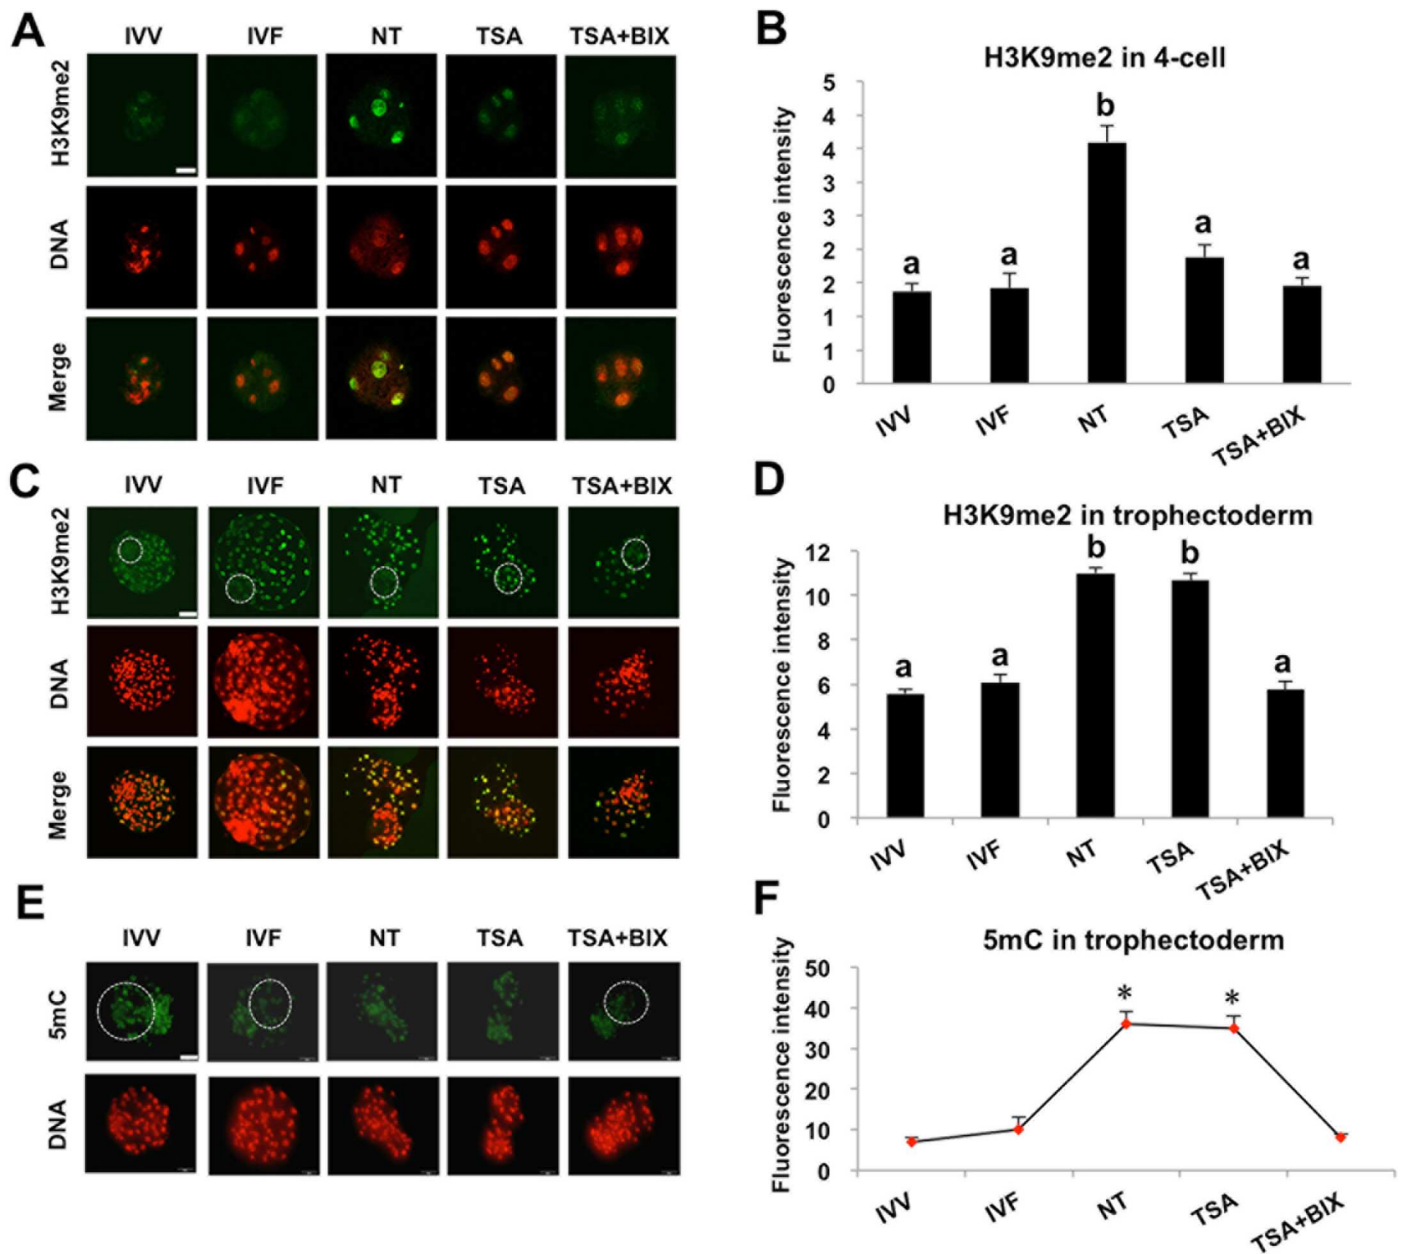 A
IVV IVF NT TSA TSA+BIX
H3K9me2
DNA
Merge
B
H3K9me2 in 4-cell
Fluorescence intensity
5
4
4
3
3
2
2
1
1
0
b
a a a a
IVV IVF NT TSA TSA+BIX
C
IVV IVF NT TSA TSA+BIX
H3K9me2
DNA
Merge
D
H3K9me2 in trophectoderm
Fluorescence intensity
12
10
8
6
4
2
0
a a b b a
IVV IVF NT TSA TSA+BIX
E
IVV IVF NT TSA TSA+BIX
5mC
DNA
F
5mC in trophectoderm
Fluorescence intensity
50
40
30
20
10
0
* *
IVV IVF NT TSA TSA+BIX